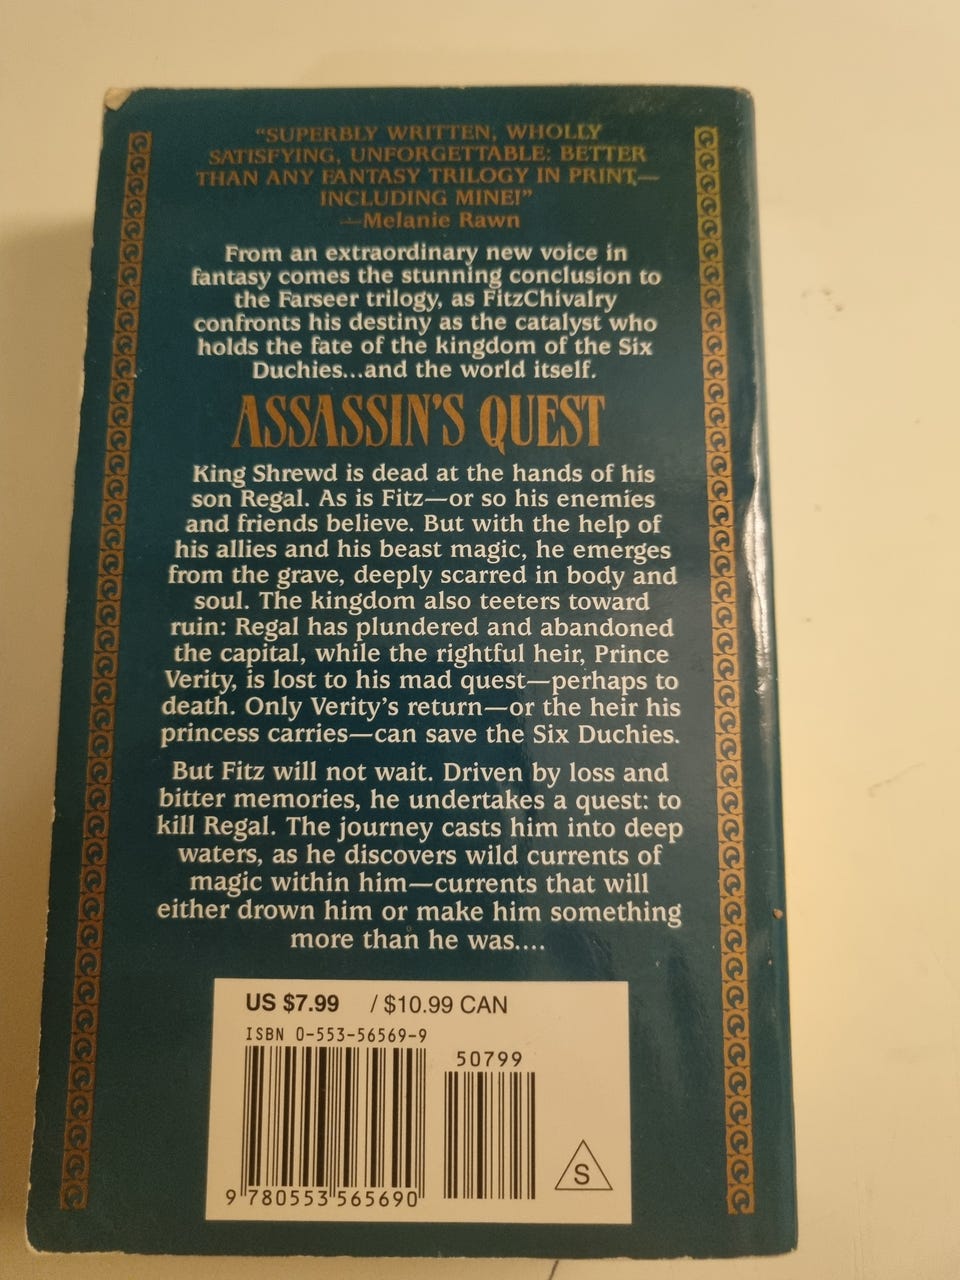 “SUPERBLY WRITTEN, WHOLLY
SATISFYING, UNFORGETTABLE: BETTER
THAN ANY FANTASY TRILOGY IN PRINT—
INCLUDING MINE!”
—Melanie Rawn
From an extraordinary new voice in
fantasy comes the stunning conclusion to
the Farseer trilogy, as FitzChivalry
confronts his destiny as the catalyst who
holds the fate of the kingdom of the Six
Duchies...and the world itself.
ASSASSIN'S QUEST
King Shrewd is dead at the hands of his
son Regal. As is Fitz—or so his enemies
and friends believe. But with the help of
his allies and his beast magic, he emerges
from the grave, deeply scarred in body and
soul. The kingdom also teeters toward
ruin: Regal has plundered and abandoned
the capital, while the rightful heir, Prince
Verity, is lost to his mad quest—perhaps to
death. Only Verity's return—or the heir his
princess carries—can save the Six Duchies.
But Fitz will not wait. Driven by loss and
bitter memories, he undertakes a quest: to
kill Regal. The journey casts him into deep
waters, as he discovers wild currents of
magic within him—currents that will
either drown him or make him something
more than he was....
US $7.99 / $10.99 CAN
ISBN 0-553-56569-9
50799
9 780553 565690
S